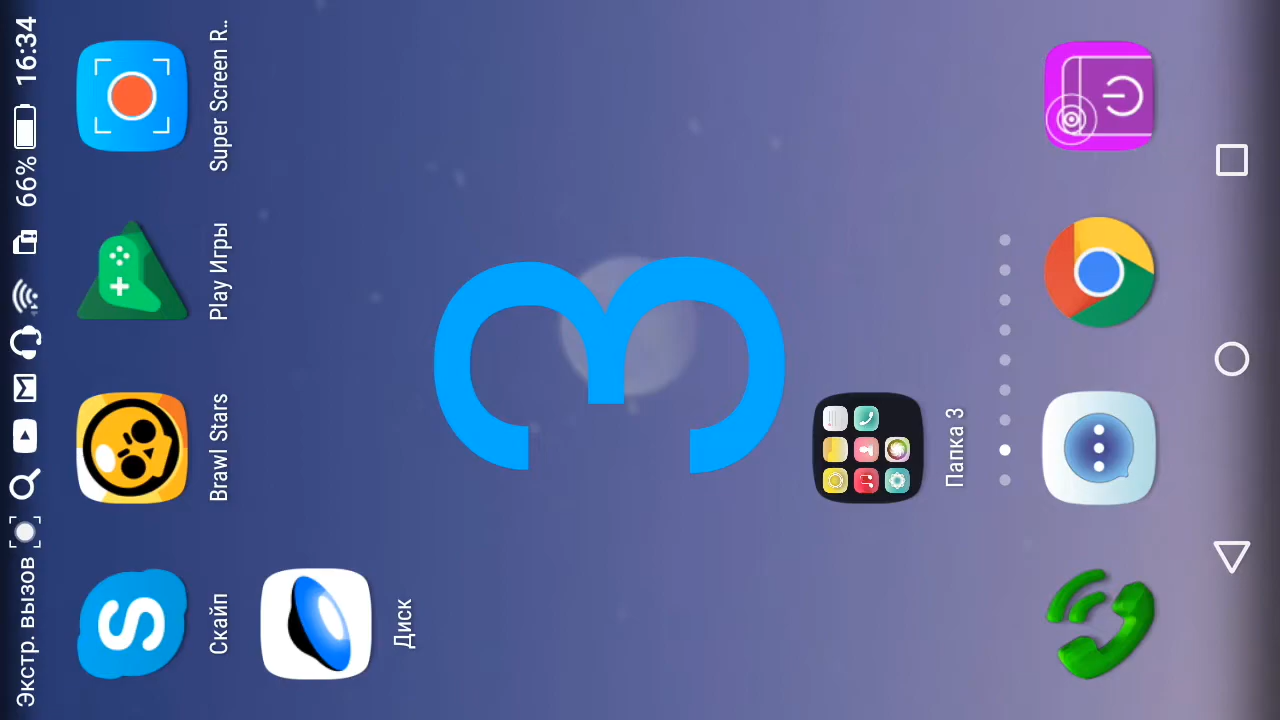 Экстр. вызов 66% 16:34
Скайп
Brawl Stars
Play Игры
Super Screen R..
Диск
3
Папка 3